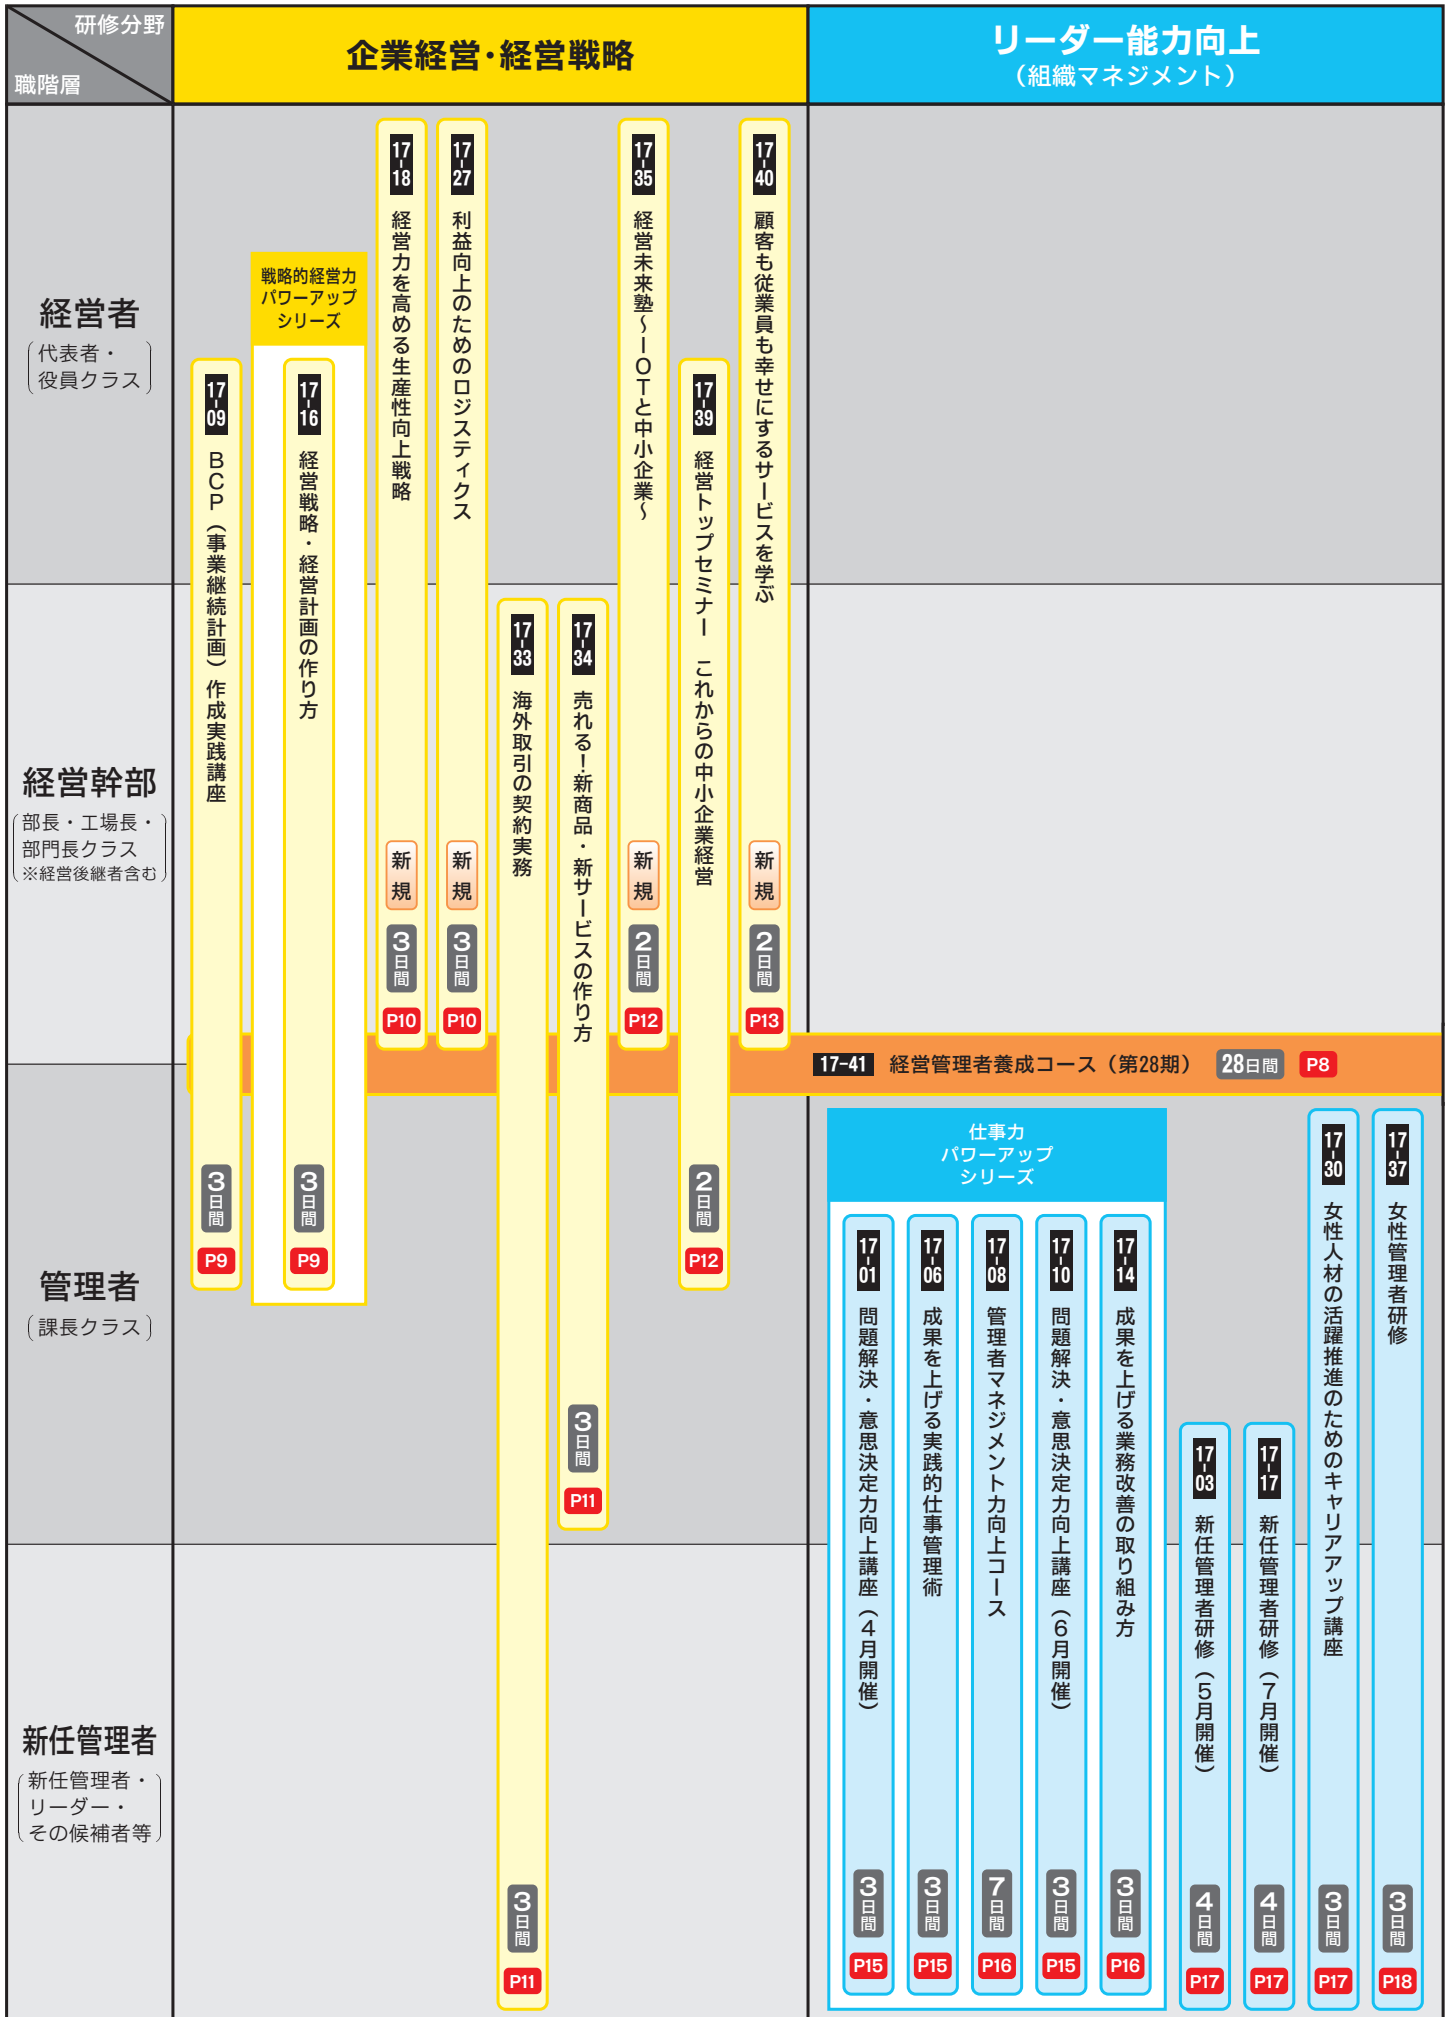 研修分野
職階層
企業経営･経営戦略
リーダー能力向上
（組織マネジメント）
経営者
代表者・
役員クラス
経営幹部
部長・工場長・
部門長クラス
※経営後継者含む
管理者
課長クラス
新任管理者
新任管理者・
リーダー・
その候補者等
17-09 BCP（事業継続計画）作成実践講座
3日間
P9
戦略的経営力
パワーアップ
シリーズ
17-16 経営戦略・経営計画の作り方
3日間
P9
17-18 経営力を高める生産性向上戦略
新規
3日間
P10
17-27 利益向上のためのロジスティクス
新規
3日間
P10
17-33 海外取引の契約実務
3日間
P11
17-34 売れる！新商品・新サービスの作り方
3日間
P11
17-35 経営未来塾～IOTと中小企業～
新規
2日間
P12
17-39 経営トップセミナー　これからの中小企業経営
2日間
P12
17-40 顧客も従業員も幸せにするサービスを学ぶ
新規
2日間
P13
17-41 経営管理者養成コース（第28期） 28日間 P8
仕事力
パワーアップ
シリーズ
17-01 問題解決・意思決定力向上講座（4月開催）
3日間
P15
17-06 成果を上げる実践的仕事管理術
3日間
P15
17-08 管理者マネジメント力向上コース
7日間
P16
17-10 問題解決・意思決定力向上講座（6月開催）
3日間
P15
17-14 成果を上げる業務改善の取り組み方
3日間
P16
17-03 新任管理者研修（5月開催）
4日間
P17
17-17 新任管理者研修（7月開催）
4日間
P17
17-30 女性人材の活躍推進のためのキャリアアップ講座
3日間
P17
17-37 女性管理者研修
3日間
P18